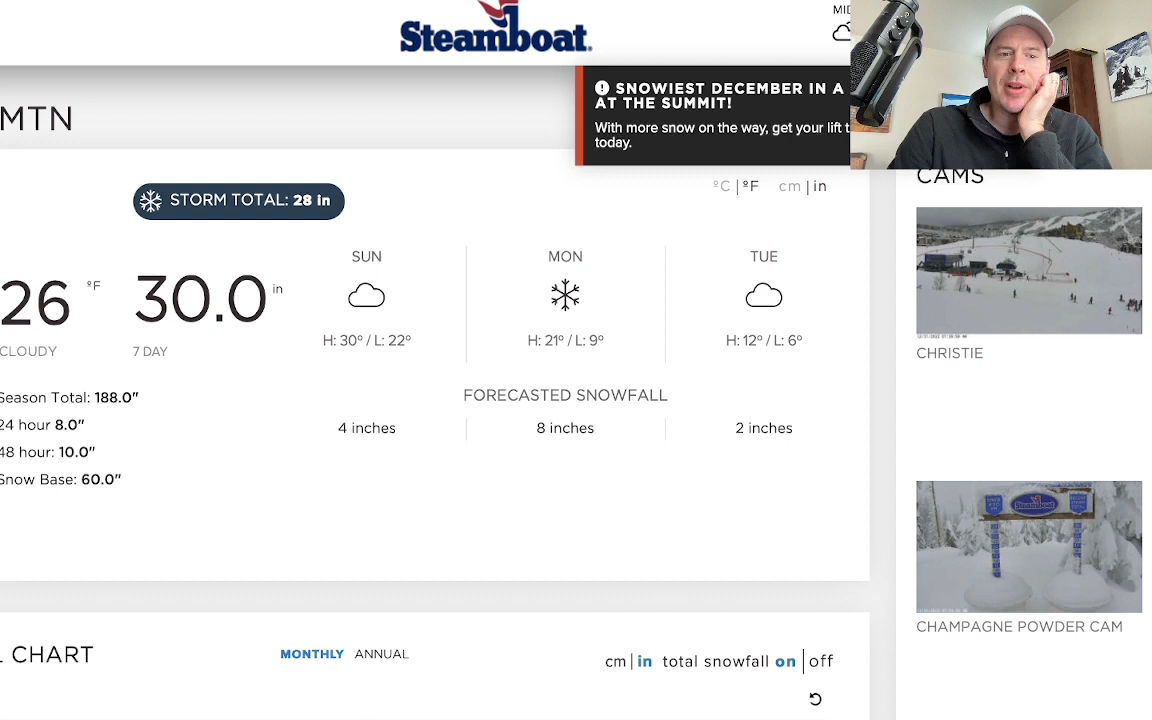 Steamboat
MTN
SNOWIEST DECEMBER IN A
AT THE SUMMIT!
With more snow on the way, get your lift t
today.
STORM TOTAL: 28 in
ºC | ºF cm | in
CAMS
SUN
MON
TUE
26 ºF
30.0 in
H: 30º / L: 22º
H: 21º / L: 9º
H: 12º / L: 6º
CLOUDY
7 DAY
CHRISTIE
Season Total: 188.0"
FORECASTED SNOWFALL
24 hour 8.0"
4 inches
8 inches
2 inches
48 hour: 10.0"
Snow Base: 60.0"
Steamboat
CHAMPAGNE POWDER CAM
CHART
MONTHLY ANNUAL
cm | in total snowfall on | off